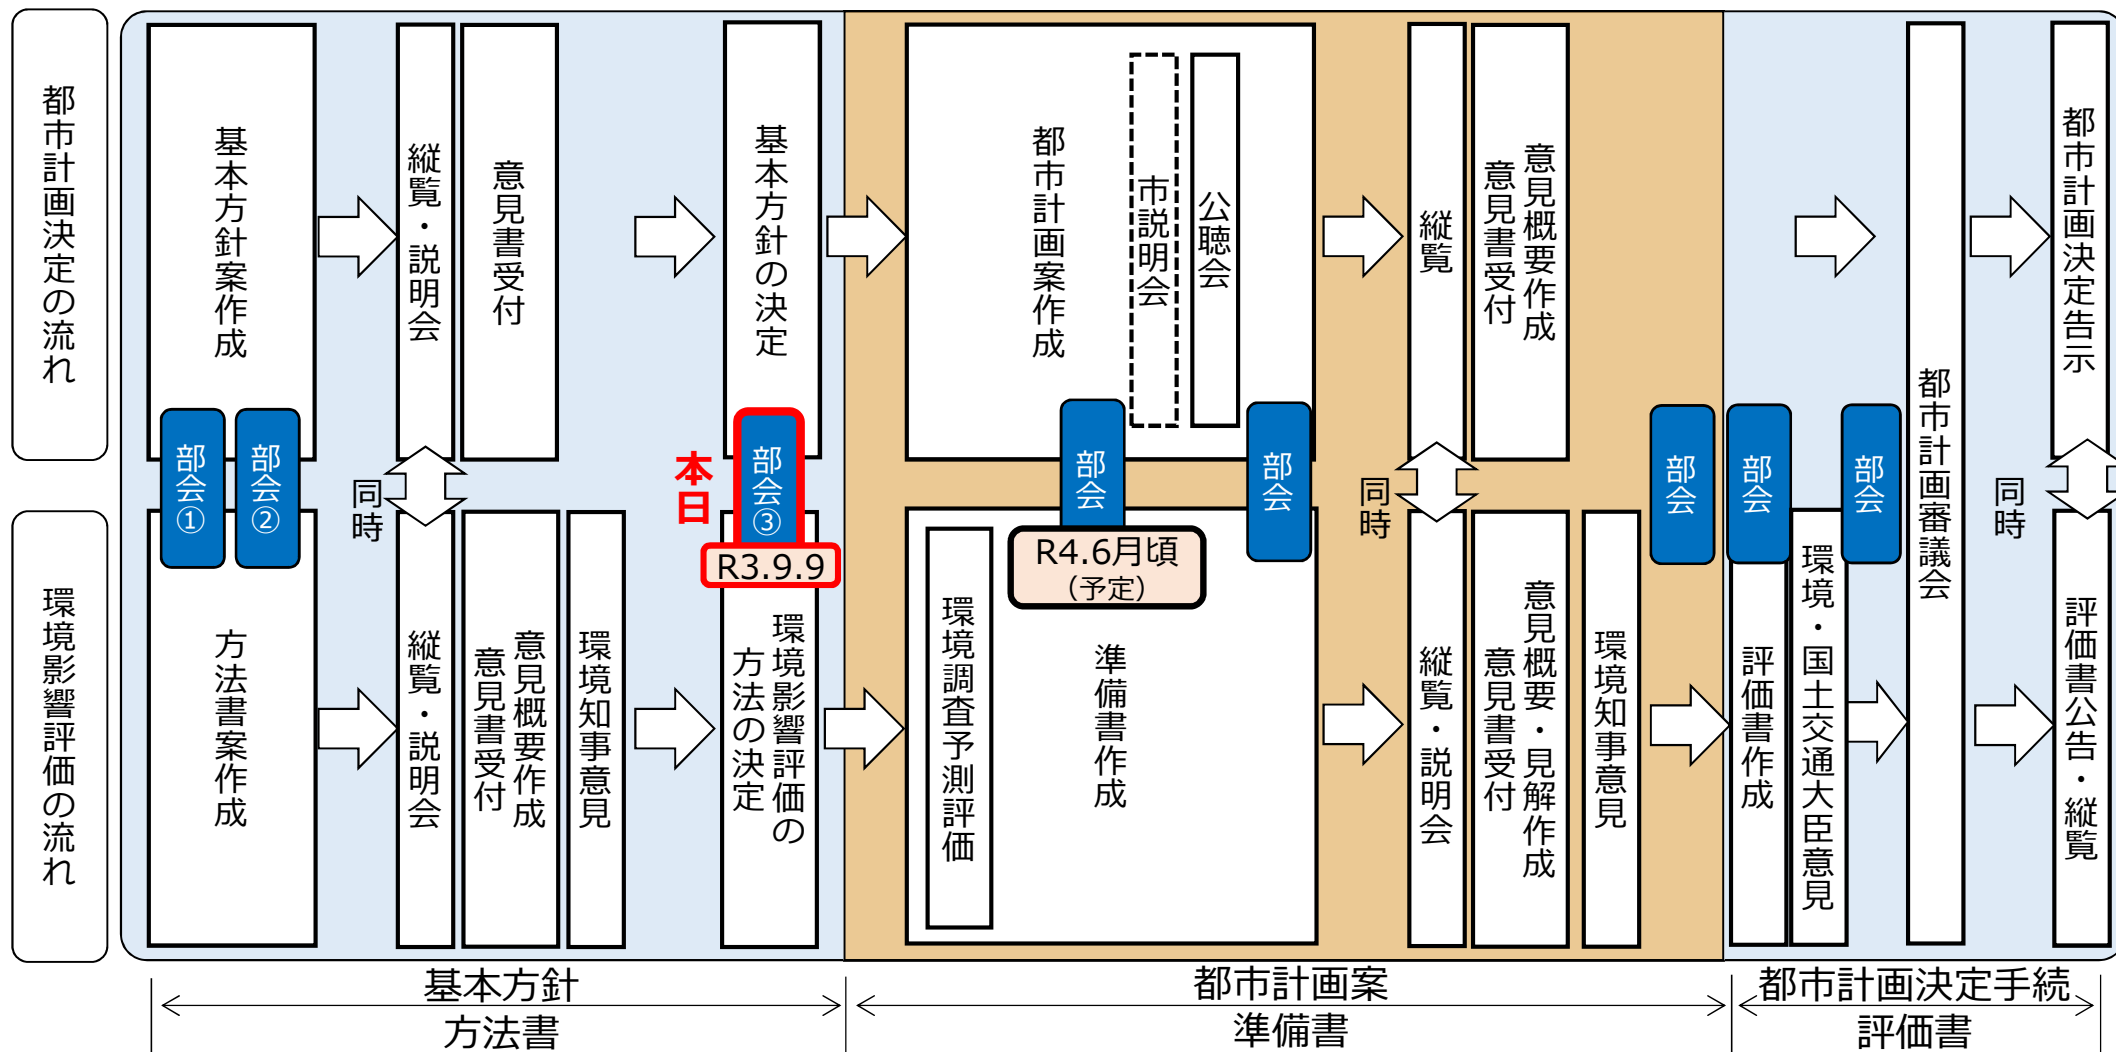 都市計画決定の流れ
基本方針案作成
縦覧・説明会
意見書受付
基本方針の決定
都市計画案作成
市説明会
公聴会
縦覧
意見書受付
意見概要作成
都市計画審議会
都市計画決定告示
部会①
部会②
同時
本日
部会③
R3.9.9
部会
R4.6月頃
（予定）
部会
同時
部会
部会
部会
同時
環境影響評価の流れ
方法書案作成
縦覧・説明会
意見書受付
意見概要作成
環境知事意見
環境影響評価の
方法の決定
環境調査予測評価
準備書作成
縦覧・説明会
意見書受付
意見概要・見解作成
環境知事意見
評価書作成
環境・国土交通大臣意見
評価書公告・縦覧
基本方針
方法書
都市計画案
準備書
都市計画決定手続
評価書